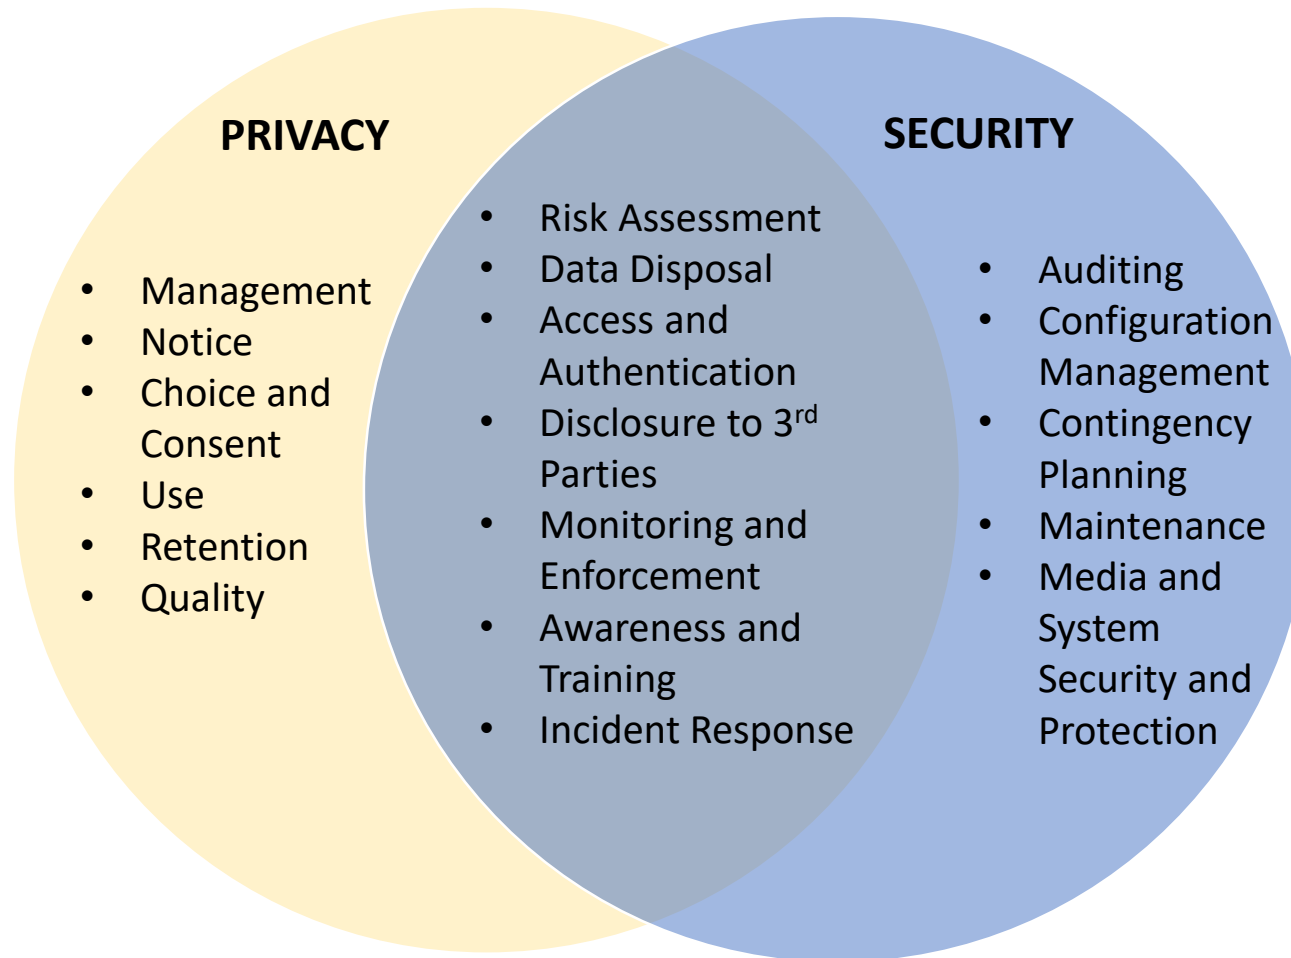 PRIVACY
• Management
• Notice
• Choice and
Consent
• Use
• Retention
• Quality
• Risk Assessment
• Data Disposal
• Access and
Authentication
• Disclosure to 3rd
Parties
• Monitoring and
Enforcement
• Awareness and
Training
• Incident Response
SECURITY
• Auditing
• Configuration
Management
• Contingency
Planning
• Maintenance
• Media and
System
Security and
Protection